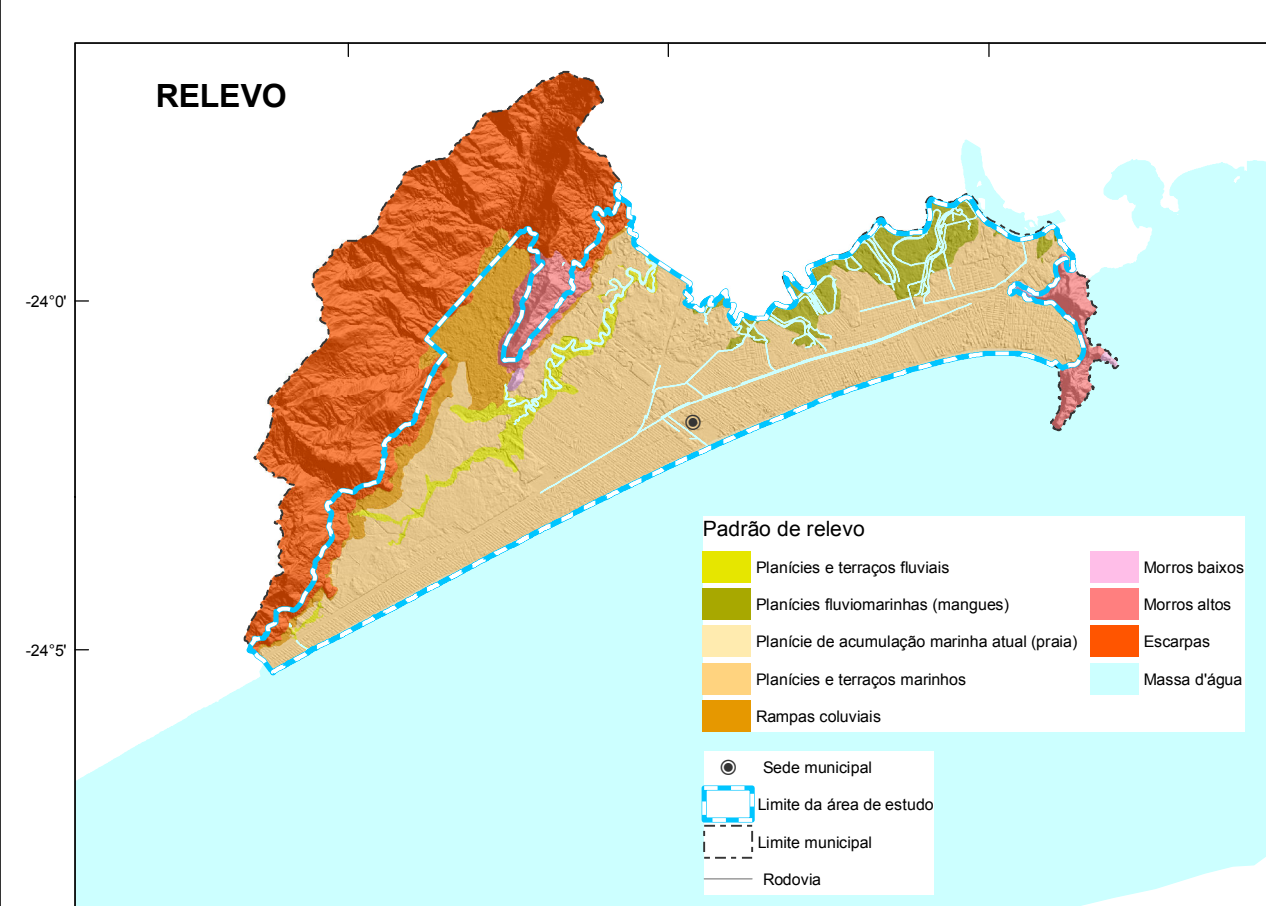 RELEVO
-24°0'
-24°5'
Padrão de relevo
Planícies e terraços fluviais
Planícies fluviomarinhas (mangues)
Planície de acumulação marinha atual (praia)
Planícies e terraços marinhos
Rampas coluviais
Morros baixos
Morros altos
Escarpas
Massa d'água
Sede municipal
Limite da área de estudo
Limite municipal
Rodovia